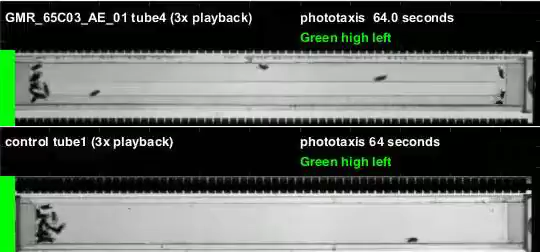 GMR_65C03_AE_01 tube4 (3x playback)
phototaxis 64.0 seconds
Green high left
control tube1 (3x playback)
phototaxis 64 seconds
Green high left